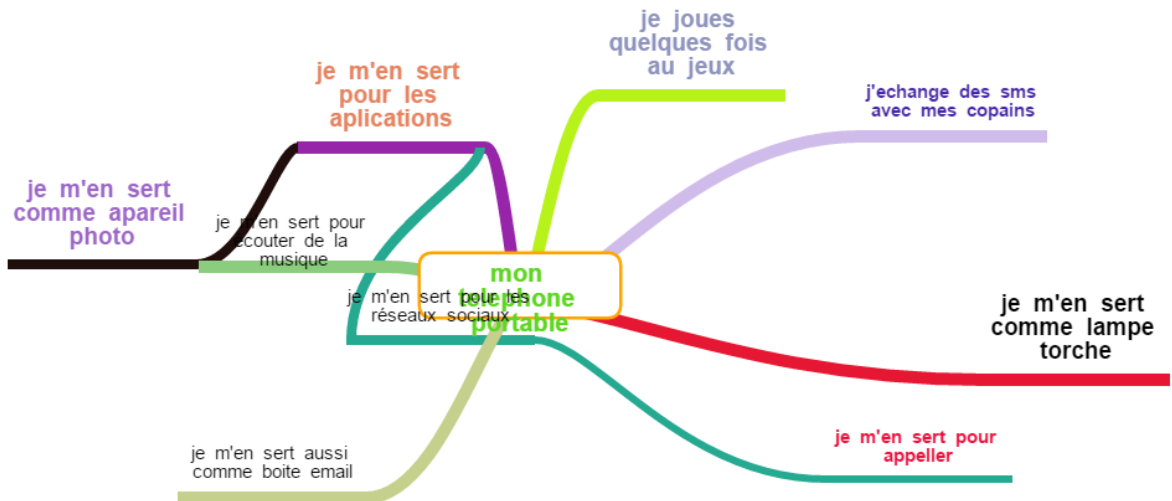 je joues
quelques fois
au jeux
je m'en sert
pour les
aplications
j'echange des sms
avec mes copains
je m'en sert
comme apareil
photo
je m'en sert pour
ecouter de la
musique
mon
telephone
portable
je m'en sert pour les
réseaux sociaux
je m'en sert
comme lampe
torche
je m'en sert aussi
comme boite email
je m'en sert pour
appeller